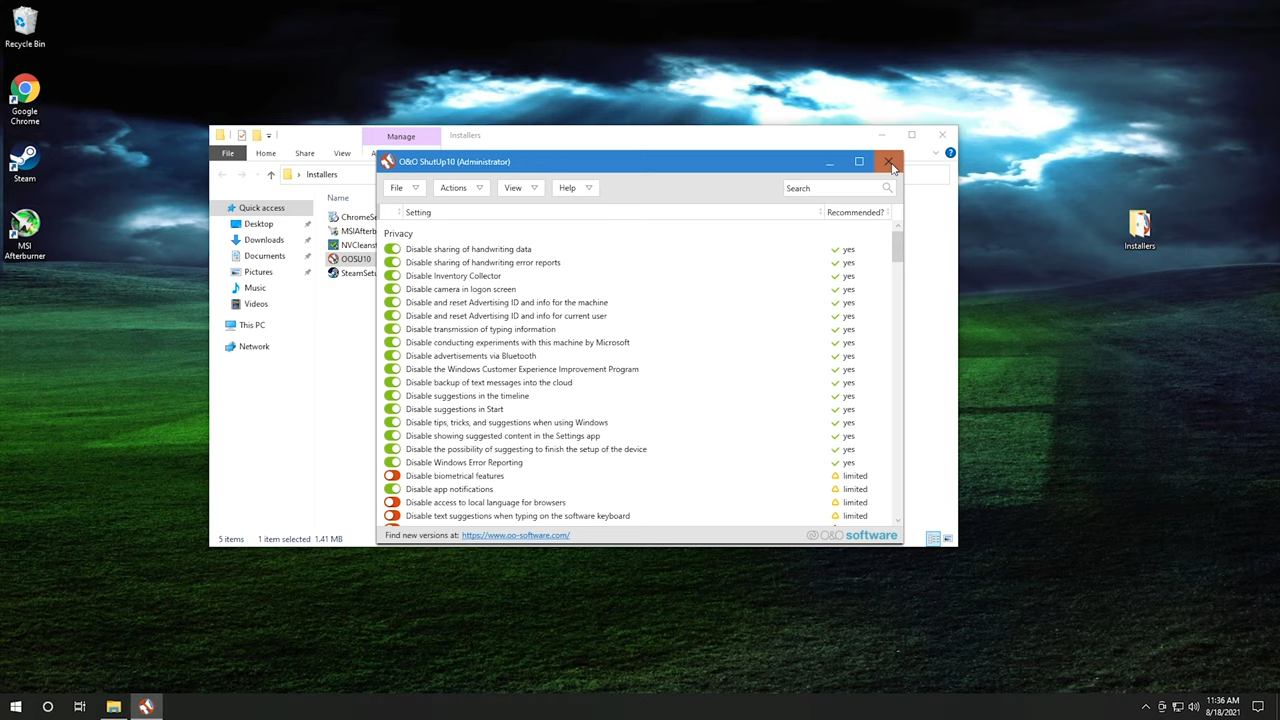 Recycle Bin
Google
Chrome
Steam
MSI
Afterburner
Manage
Installers
File
Home
Share
View
Installers
Quick access
Desktop
Downloads
Documents
Pictures
Music
Videos
This PC
Network
Name
ChromeSe
MSIAfterb
NVCleanst
OOSU10
SteamSetu
5 items
1 item selected 1.41 MB
O&O ShutUp10 (Administrator)
File
Actions
View
Help
Search
Setting
Recommended?
Privacy
Disable sharing of handwriting data yes
Disable sharing of handwriting error reports yes
Disable Inventory Collector yes
Disable camera in logon screen yes
Disable and reset Advertising ID and info for the machine yes
Disable and reset Advertising ID and info for current user yes
Disable transmission of typing information yes
Disable conducting experiments with this machine by Microsoft yes
Disable advertisements via Bluetooth yes
Disable the Windows Customer Experience Improvement Program yes
Disable backup of text messages into the cloud yes
Disable suggestions in the timeline yes
Disable suggestions in Start yes
Disable tips, tricks, and suggestions when using Windows yes
Disable showing suggested content in the Settings app yes
Disable the possibility of suggesting to finish the setup of the device yes
Disable Windows Error Reporting yes
Disable biometrical features limited
Disable app notifications limited
Disable access to local language for browsers limited
Disable text suggestions when typing on the software keyboard limited
Find new versions at: https://www.oo-software.com/
O&O software
Installers
11:36 AM
8/18/2021